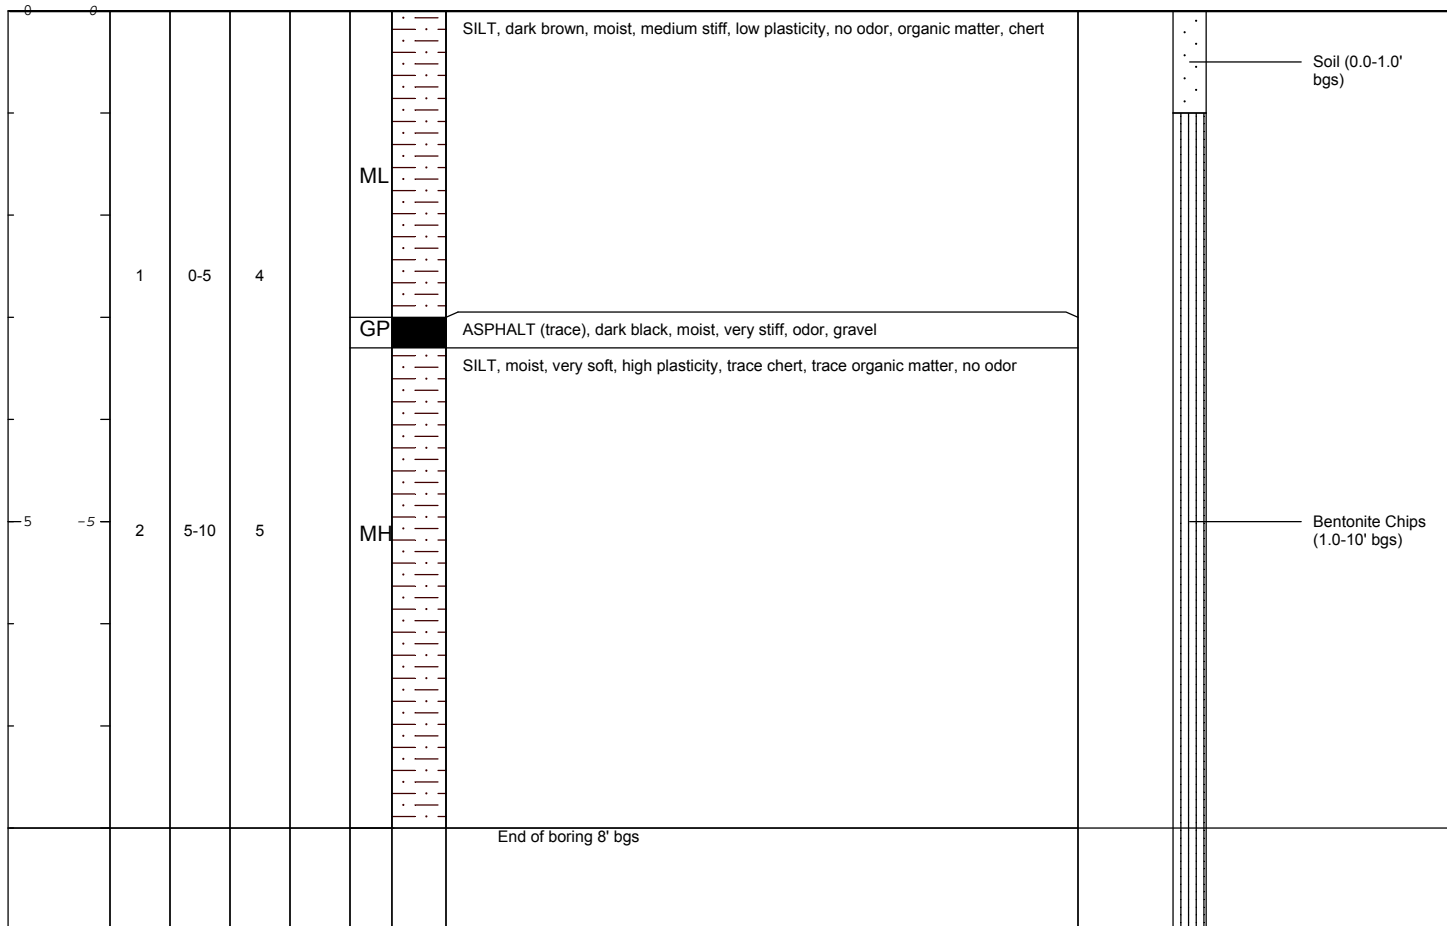 0 0
SILT, dark brown, moist, medium stiff, low plasticity, no odor, organic matter, chert
Soil (0.0-1.0'
bgs)
ML
1 0-5 4
GP ASPHALT (trace), dark black, moist, very stiff, odor, gravel
SILT, moist, very soft, high plasticity, trace chert, trace organic matter, no odor
5 -5
2 5-10 5 MH
Bentonite Chips
(1.0-10' bgs)
End of boring 8' bgs